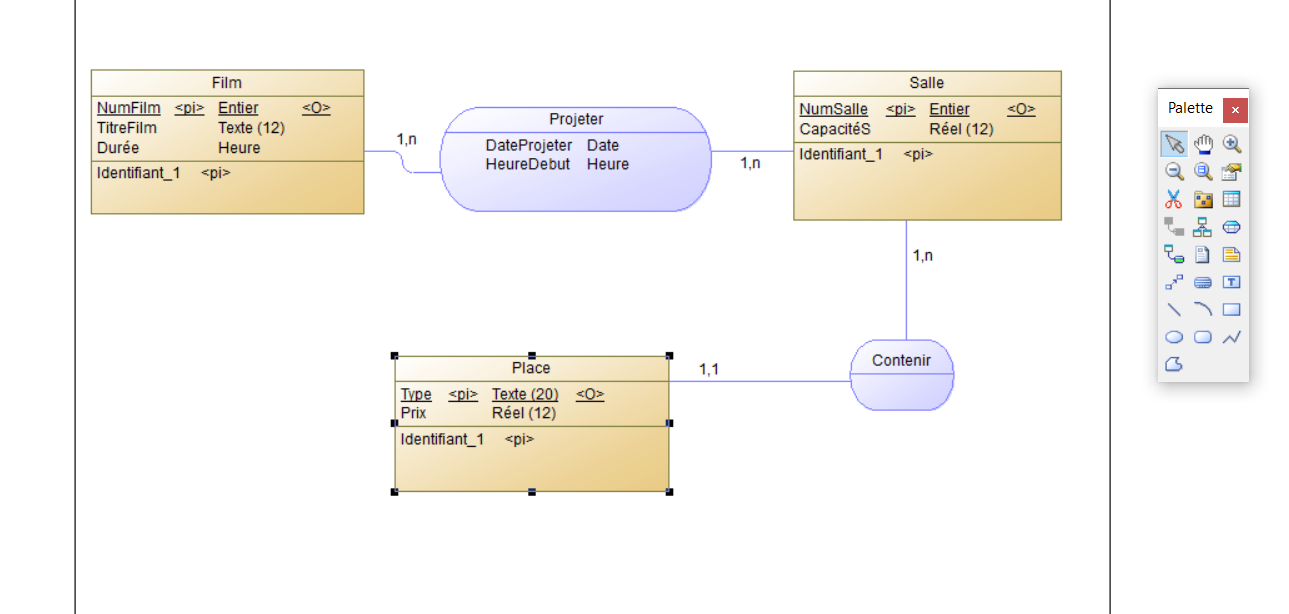 Film
NumFilm <pi> Entier <O>
TitreFilm Texte (12)
Durée Heure
Identifiant_1 <pi>
1,n
Projeter
DateProjeter Date
HeureDebut Heure
1,n
Salle
NumSalle <pi> Entier <O>
CapacitéS Réel (12)
Identifiant_1 <pi>
1,n
Contenir
1,1
Place
Type <pi> Texte (20) <O>
Prix Réel (12)
Identifiant_1 <pi>
Palette